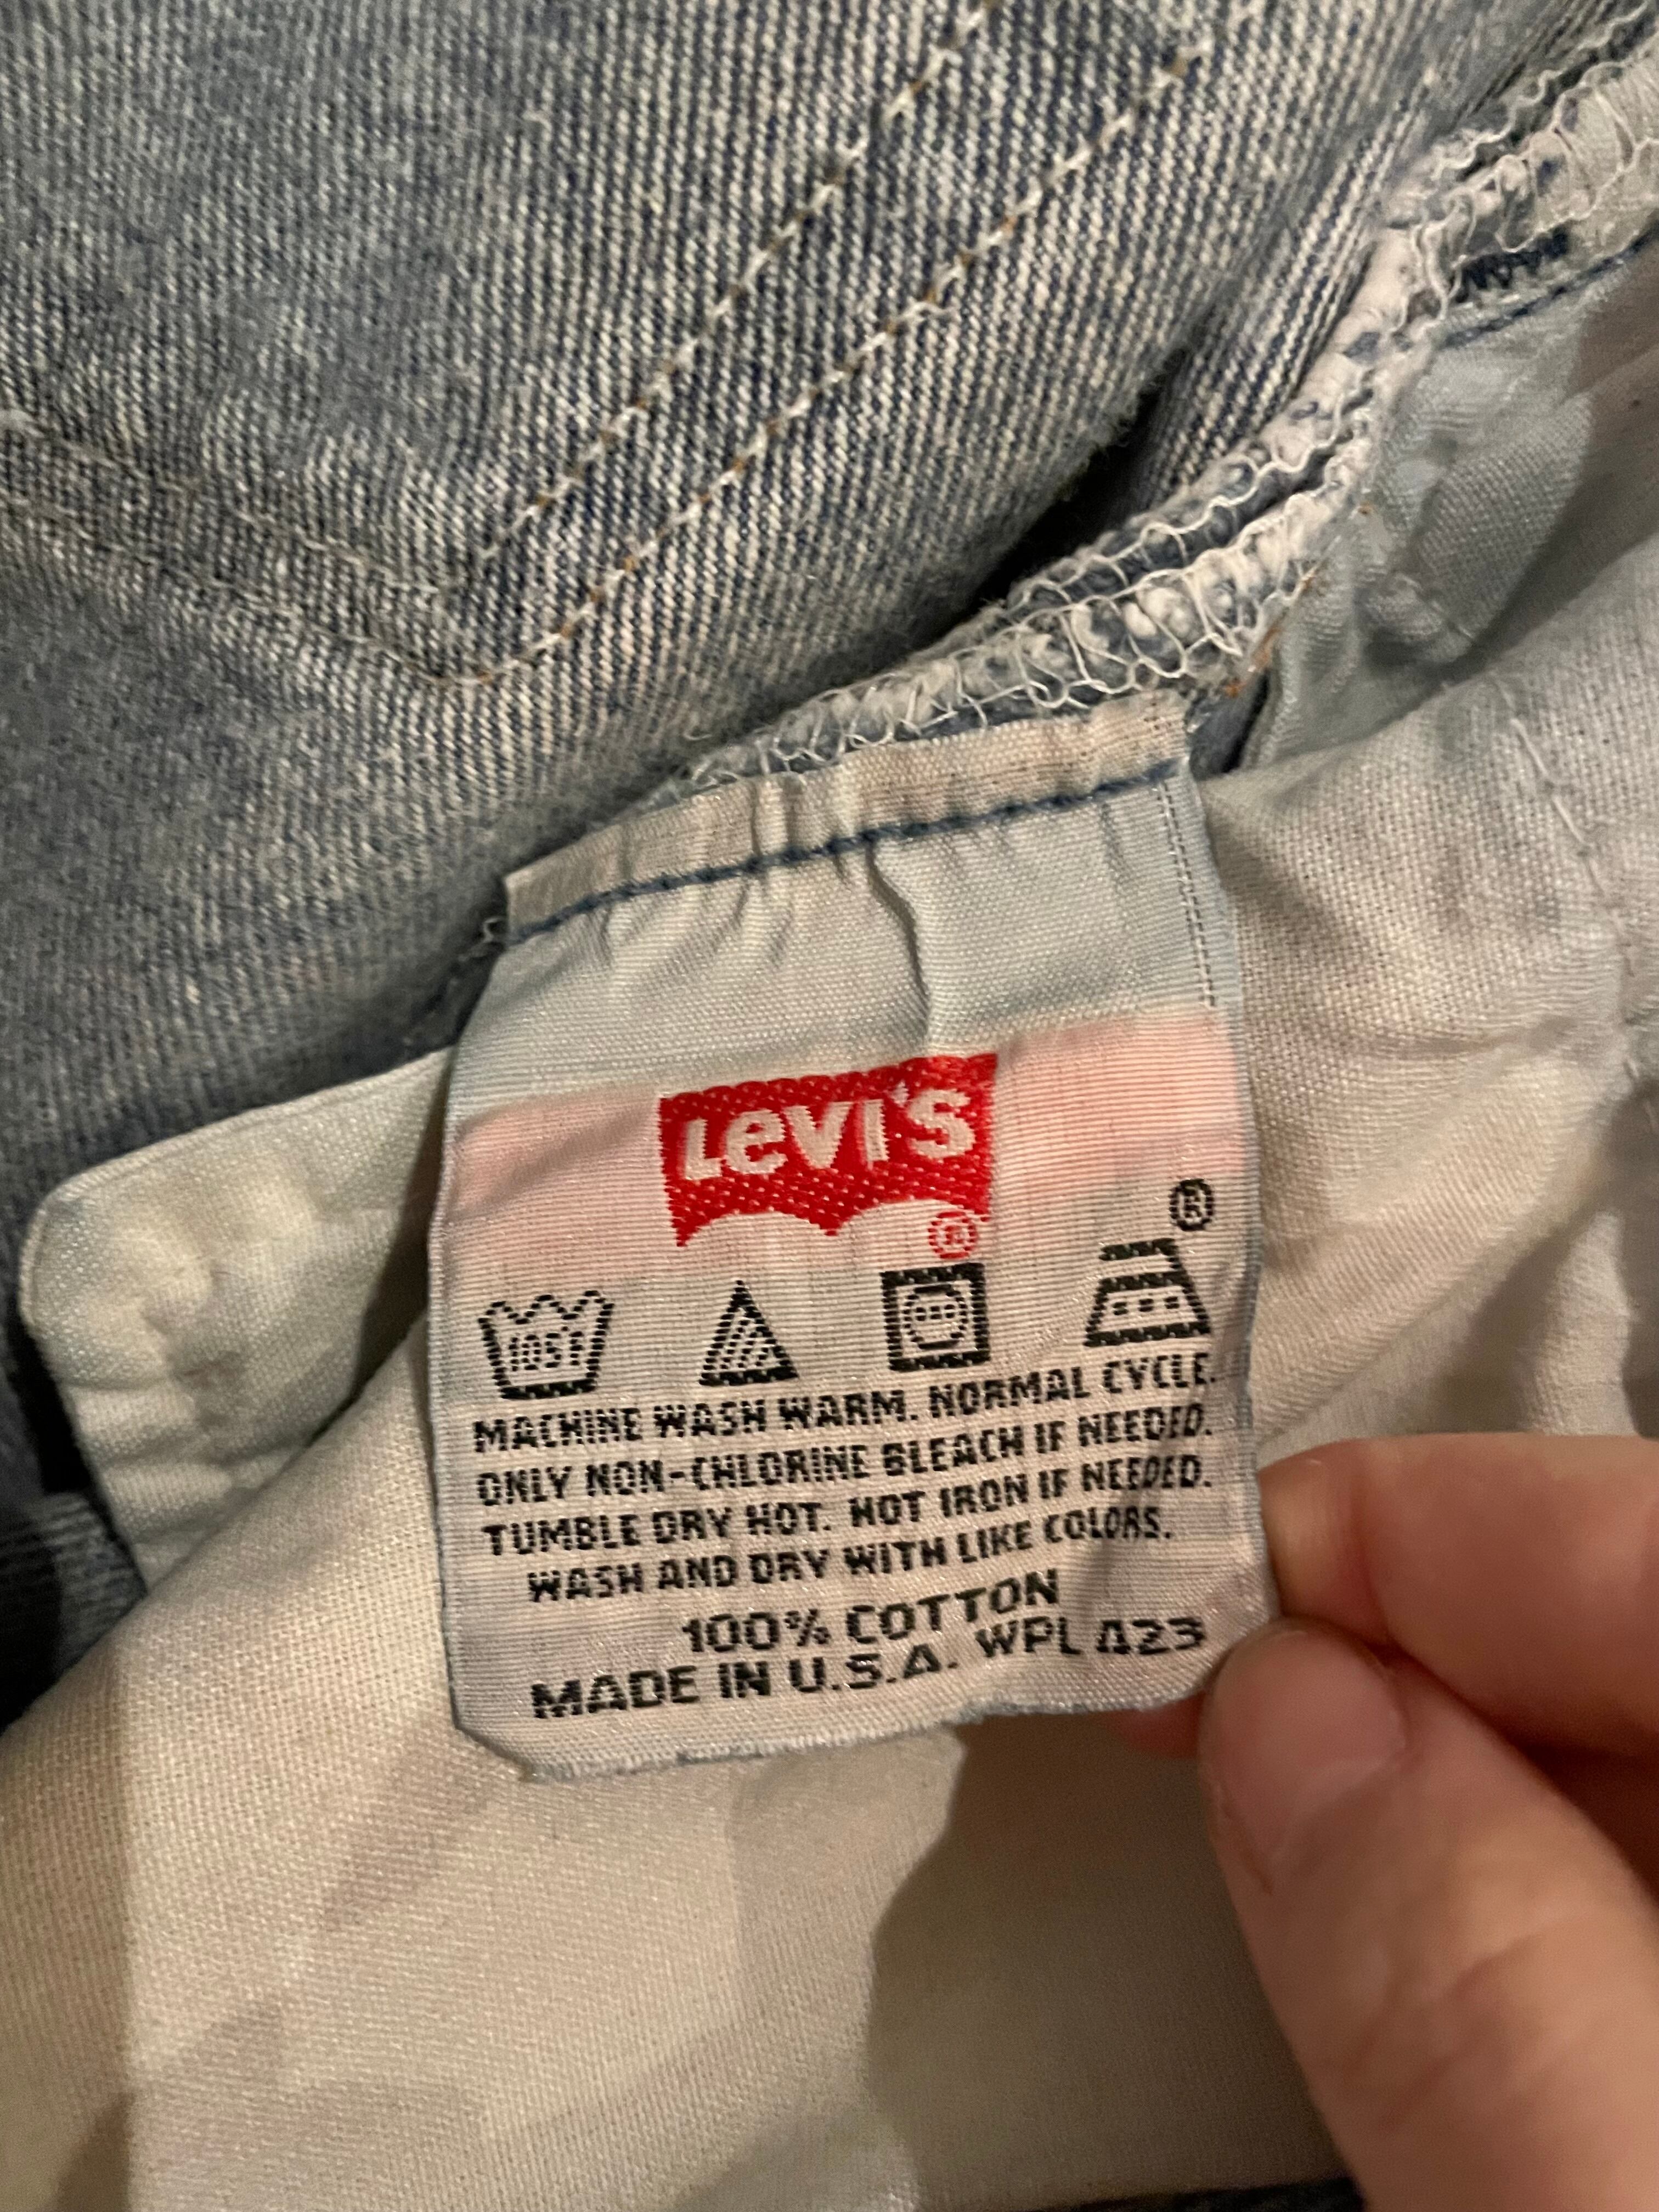 LEVI'S
®
®
105°F
MACHINE WASH WARM. NORMAL CYCLE.
ONLY NON-CHLORINE BLEACH IF NEEDED.
TUMBLE DRY HOT. HOT IRON IF NEEDED.
WASH AND DRY WITH LIKE COLORS.
100% COTTON
MADE IN U.S.A. WPL 423